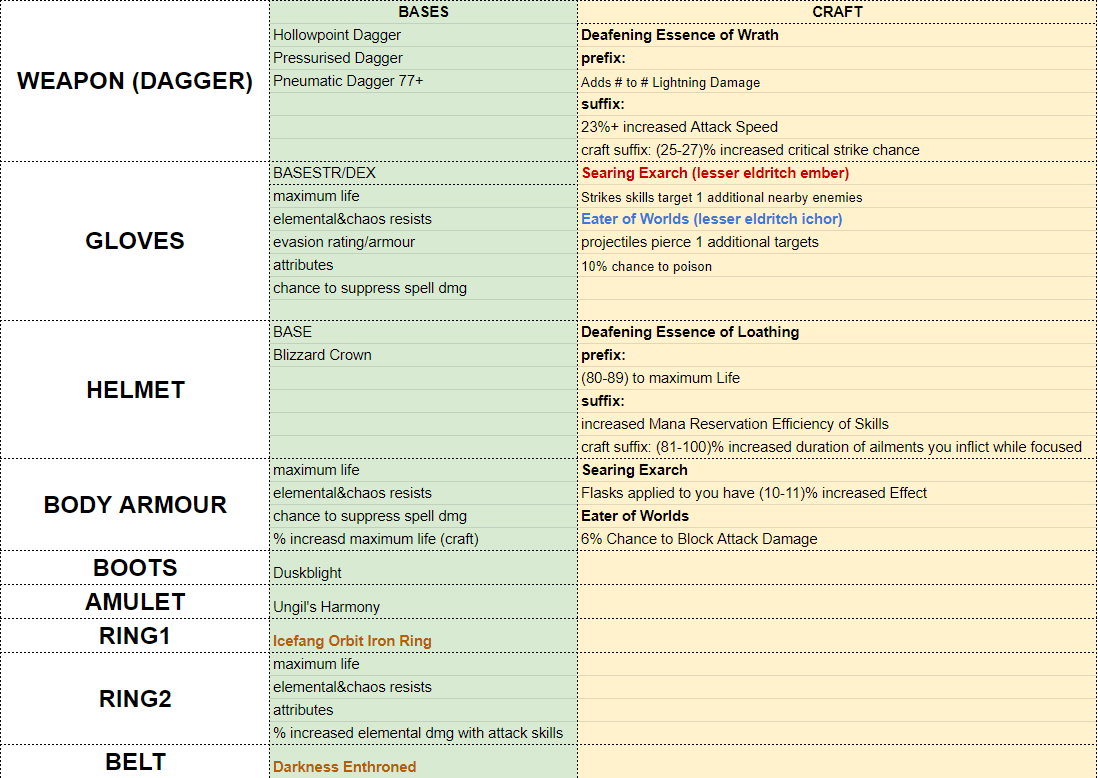 BASES CRAFT
WEAPON (DAGGER)
Hollowpoint Dagger
Pressurised Dagger
Pneumatic Dagger 77+
Deafening Essence of Wrath
prefix:
Adds # to # Lightning Damage
suffix:
23%+ increased Attack Speed
craft suffix: (25-27)% increased critical strike chance
GLOVES
BASESTR/DEX
maximum life
elemental&chaos resists
evasion rating/armour
attributes
chance to suppress spell dmg
Searing Exarch (lesser eldritch ember)
Strikes skills target 1 additional nearby enemies
Eater of Worlds (lesser eldritch ichor)
projectiles pierce 1 additional targets
10% chance to poison
HELMET
BASE
Blizzard Crown
Deafening Essence of Loathing
prefix:
(80-89) to maximum Life
suffix:
increased Mana Reservation Efficiency of Skills
craft suffix: (81-100)% increased duration of ailments you inflict while focused
BODY ARMOUR
maximum life
elemental&chaos resists
chance to suppress spell dmg
% increasd maximum life (craft)
Searing Exarch
Flasks applied to you have (10-11)% increased Effect
Eater of Worlds
6% Chance to Block Attack Damage
BOOTS
Duskblight
AMULET
Ungil's Harmony
RING1
Icefang Orbit Iron Ring
RING2
maximum life
elemental&chaos resists
attributes
% increased elemental dmg with attack skills
BELT
Darkness Enthroned